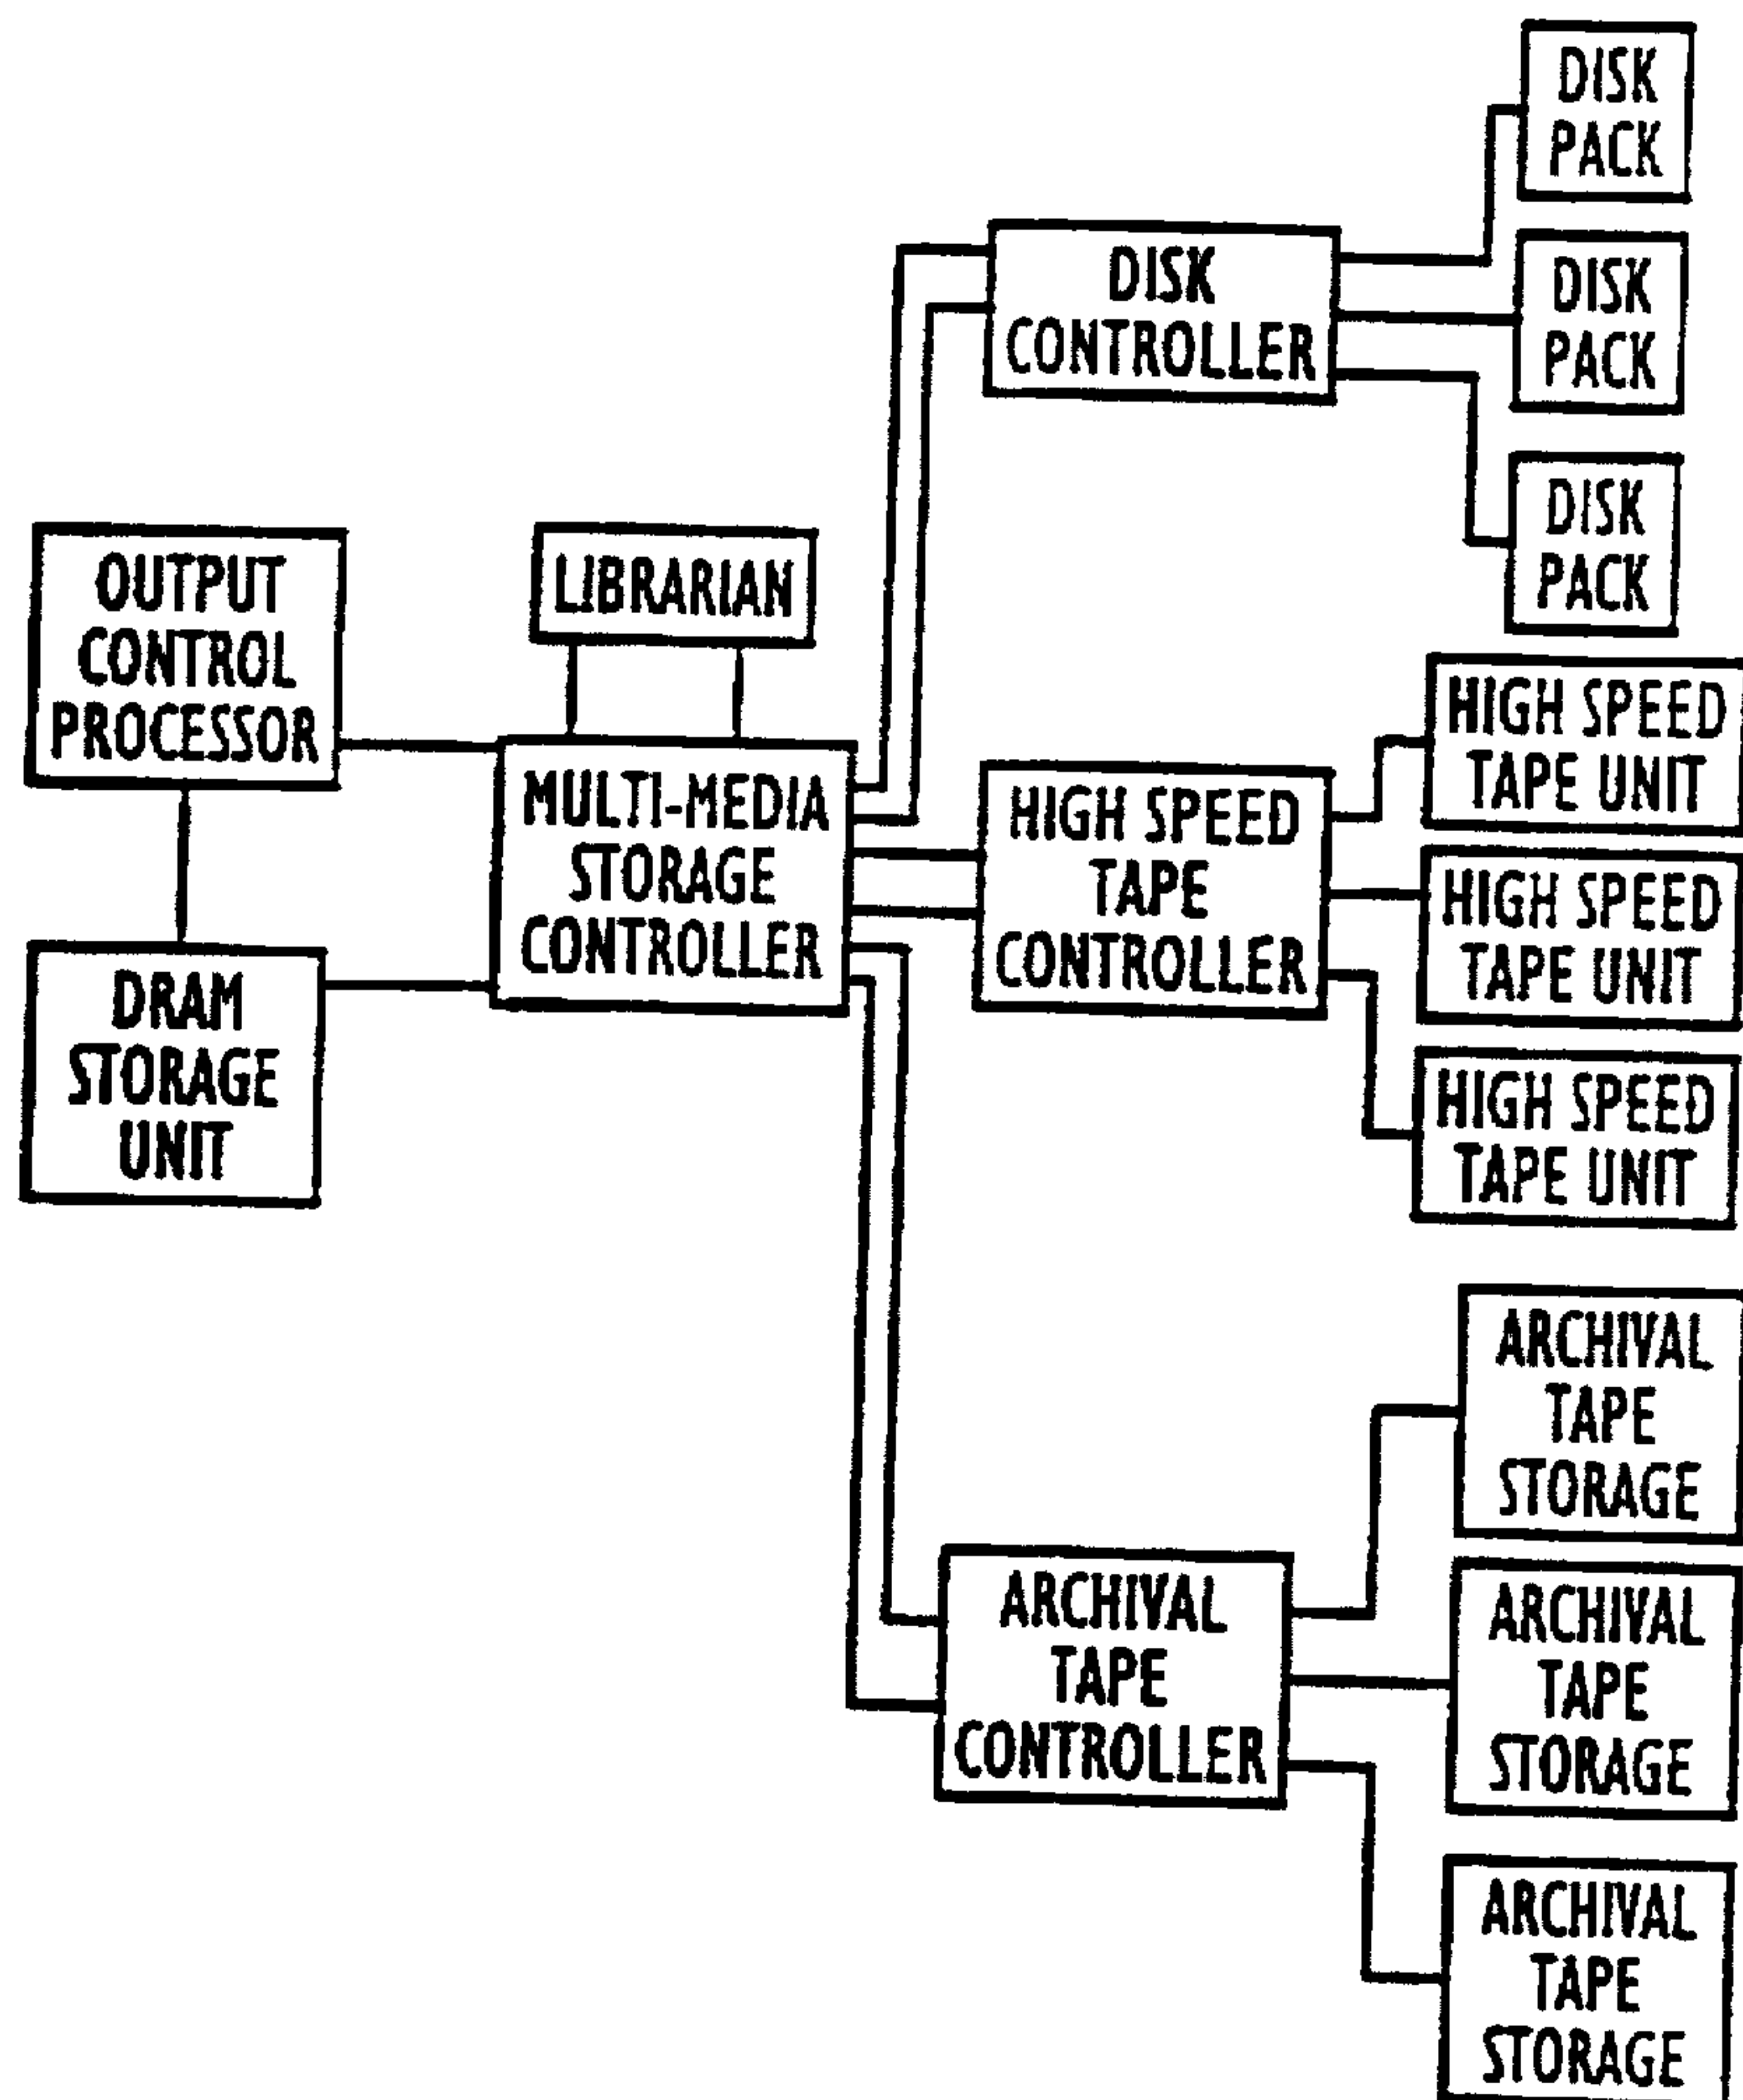 OUTPUT
CONTROL
PROCESSOR
DRAM
STORAGE
UNIT
LIBRARIAN
MULTI-MEDIA
STORAGE
CONTROLLER
DISK
CONTROLLER
DISK
PACK
DISK
PACK
DISK
PACK
HIGH SPEED
TAPE
CONTROLLER
HIGH SPEED
TAPE UNIT
HIGH SPEED
TAPE UNIT
HIGH SPEED
TAPE UNIT
ARCHIVAL
TAPE
CONTROLLER
ARCHIVAL
TAPE
STORAGE
ARCHIVAL
TAPE
STORAGE
ARCHIVAL
TAPE
STORAGE